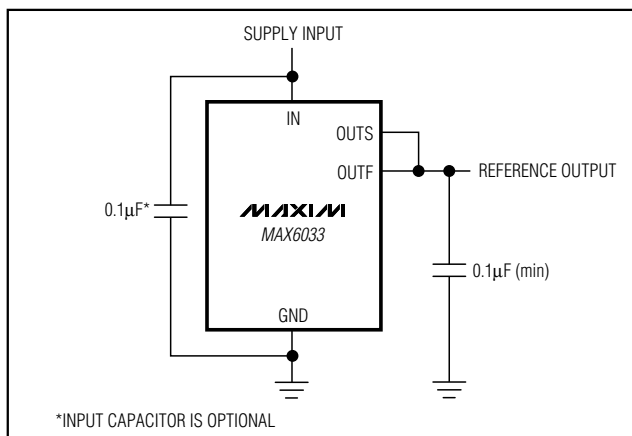 SUPPLY INPUT
IN
OUTS
OUTF
REFERENCE OUTPUT
0.1µF*
MAXIM
MAX6033
0.1µF (min)
GND
*INPUT CAPACITOR IS OPTIONAL